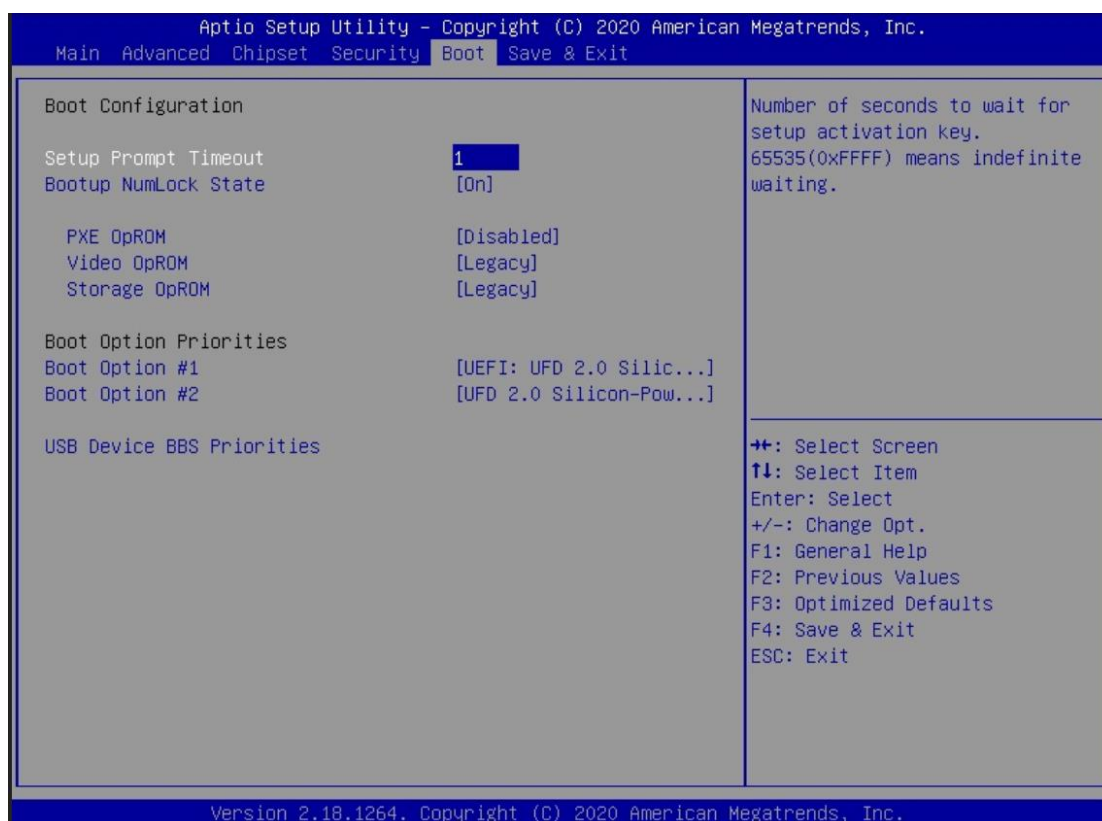 Aptio Setup Utility – Copyright (C) 2020 American Megatrends, Inc.
Main Advanced Chipset Security Boot Save & Exit
Boot Configuration
Setup Prompt Timeout 1
Bootup NumLock State [On]
PXE OpROM [Disabled]
Video OpROM [Legacy]
Storage OpROM [Legacy]
Boot Option Priorities
Boot Option #1 [UEFI: UFD 2.0 Silic...]
Boot Option #2 [UFD 2.0 Silicon-Pow...]
USB Device BBS Priorities
Number of seconds to wait for
setup activation key.
65535(0xFFFF) means indefinite
waiting.
→←: Select Screen
↑↓: Select Item
Enter: Select
+/-: Change Opt.
F1: General Help
F2: Previous Values
F3: Optimized Defaults
F4: Save & Exit
ESC: Exit
Version 2.18.1264. Copyright (C) 2020 American Megatrends, Inc.